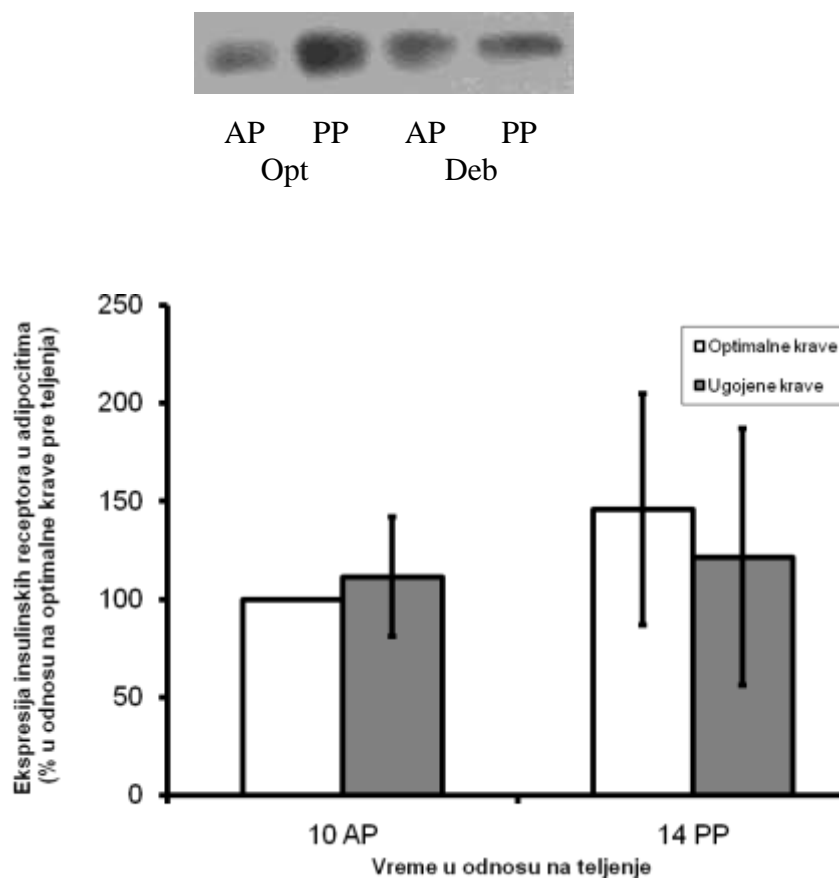 AP PP AP PP
Opt Deb
Ekspresija insulinskih receptora u adipocitima
(% u odnosu na optimalne krave pre teljenja)
250
200
150
100
50
0
Optimalne krave
Ugojene krave
10 AP 14 PP
Vreme u odnosu na teljenje